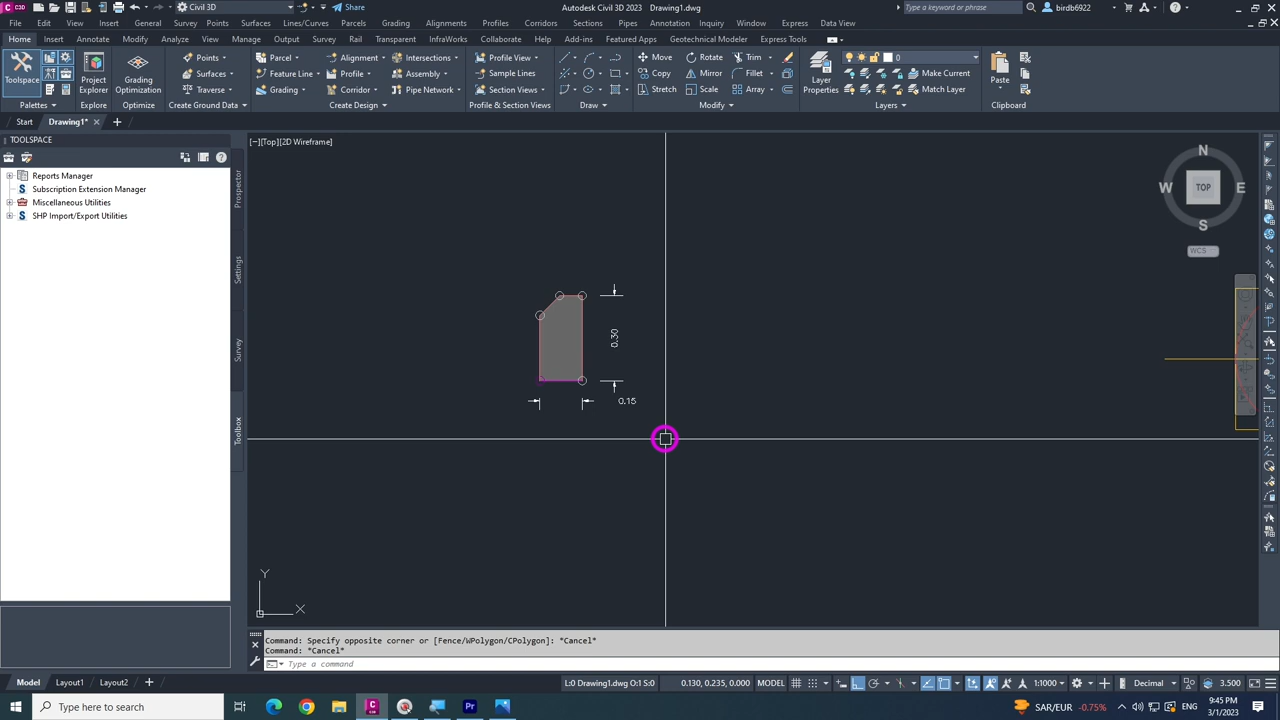 C3D
Civil 3D
Share
Autodesk Civil 3D 2023 Drawing1.dwg
Type a keyword or phrase
birdb6922
File
Edit
View
Insert
General
Survey
Points
Surfaces
Lines/Curves
Parcels
Grading
Alignments
Profiles
Corridors
Sections
Pipes
Annotation
Inquiry
Window
Express
Data View
Home
Insert
Annotate
Modify
Analyze
View
Manage
Output
Survey
Rail
Transparent
InfraWorks
Collaborate
Help
Add-ins
Featured Apps
Geotechnical Modeler
Express Tools
Toolspace
Project Explorer
Grading Optimization
Points
Surfaces
Traverse
Parcel
Feature Line
Grading
Alignment
Profile
Corridor
Intersections
Assembly
Pipe Network
Profile View
Sample Lines
Section Views
Move
Copy
Stretch
Rotate
Mirror
Scale
Trim
Fillet
Array
Layer Properties
0
Make Current
Match Layer
Paste
Palettes
Explore
Optimize
Create Ground Data
Create Design
Profile & Section Views
Draw
Modify
Layers
Clipboard
Start
Drawing1*
TOOLSPACE
Reports Manager
Subscription Extension Manager
Miscellaneous Utilities
SHP Import/Export Utilities
Prospector
Settings
Survey
Toolbox
[−][Top][2D Wireframe]
N
W
TOP
E
S
WCS
0.30
0.15
Y
X
Command: Specify opposite corner or [Fence/WPolygon/CPolygon]: *Cancel*
Command: *Cancel*
Type a command
Model
Layout1
Layout2
L:0 Drawing1.dwg O:1 S:0
0.130, 0.235, 0.000
MODEL
1:1000
Decimal
3.500
Type here to search
SAR/EUR -0.75%
9:45 PM
3/1/2023